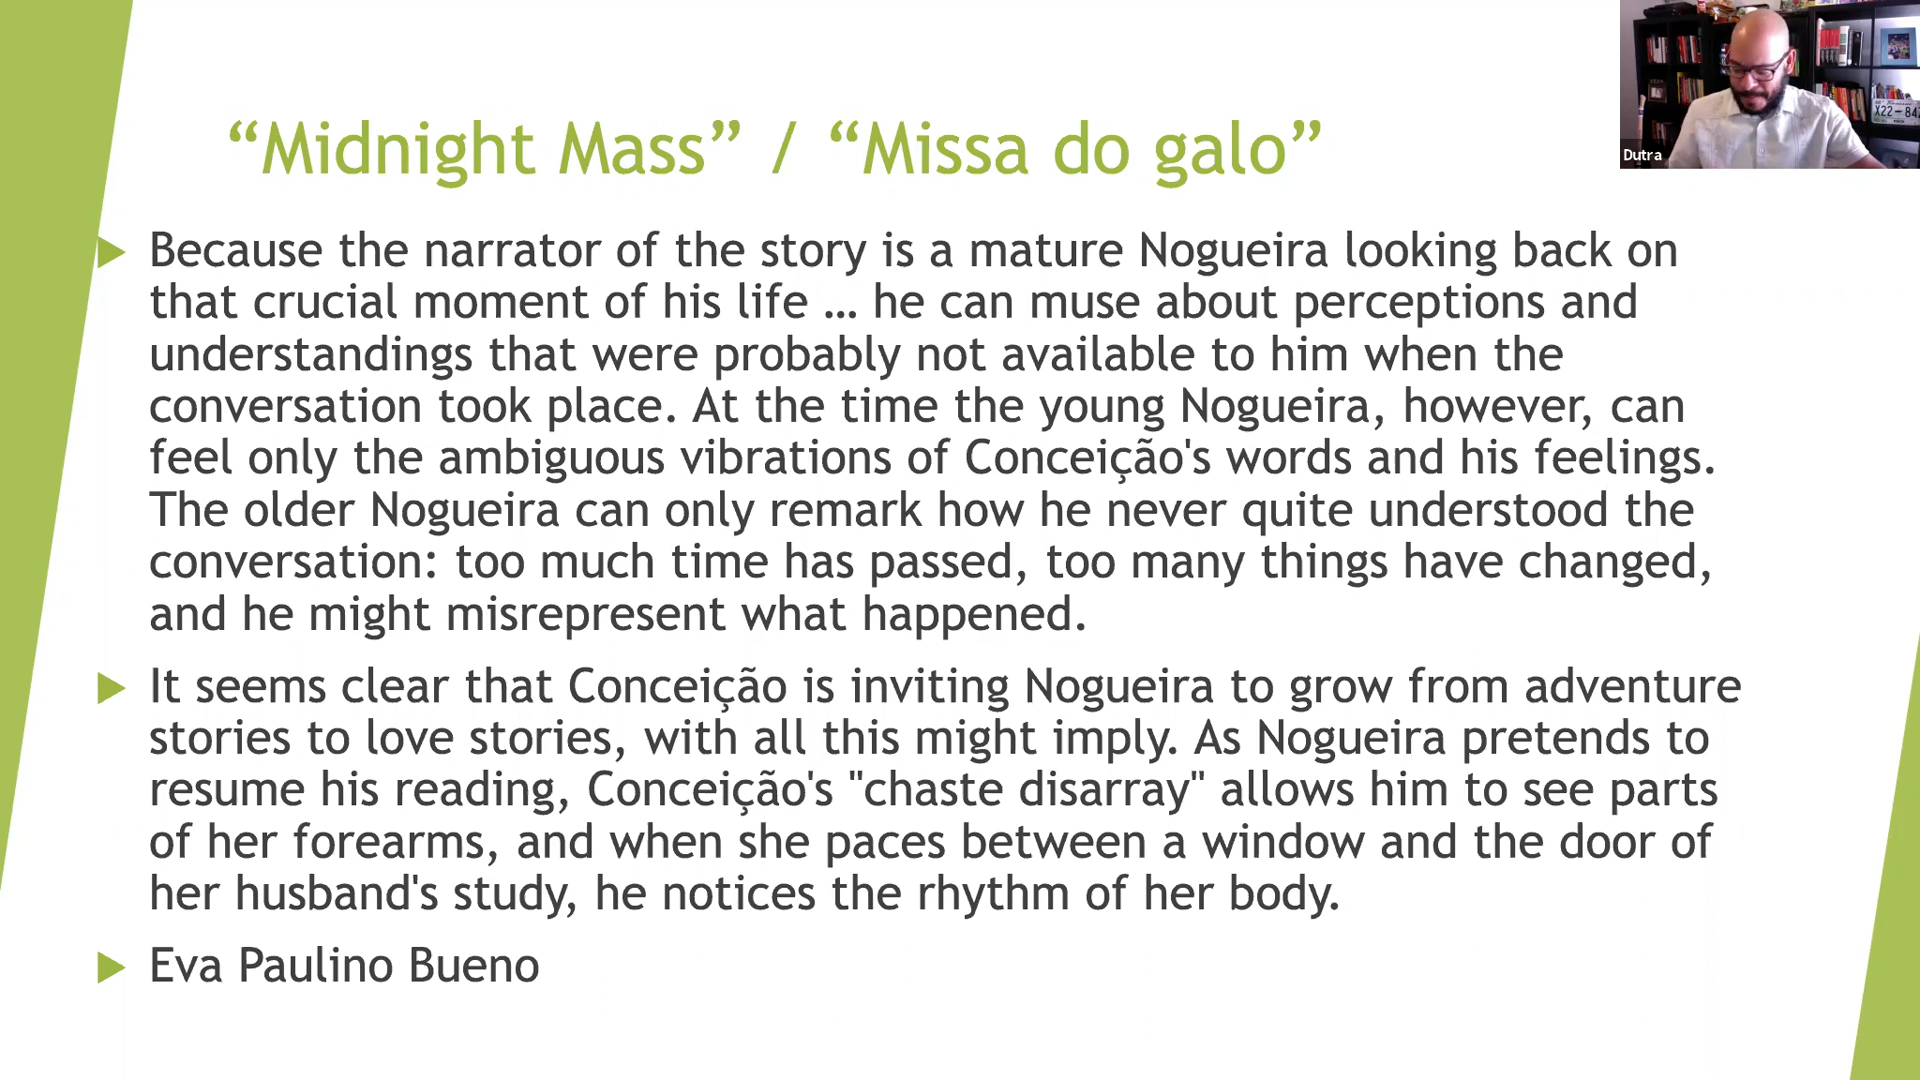 “Midnight Mass” / “Missa do galo”
Because the narrator of the story is a mature Nogueira looking back on
that crucial moment of his life … he can muse about perceptions and
understandings that were probably not available to him when the
conversation took place. At the time the young Nogueira, however, can
feel only the ambiguous vibrations of Conceição's words and his feelings.
The older Nogueira can only remark how he never quite understood the
conversation: too much time has passed, too many things have changed,
and he might misrepresent what happened.
It seems clear that Conceição is inviting Nogueira to grow from adventure
stories to love stories, with all this might imply. As Nogueira pretends to
resume his reading, Conceição's "chaste disarray" allows him to see parts
of her forearms, and when she paces between a window and the door of
her husband's study, he notices the rhythm of her body.
Eva Paulino Bueno
Dutra